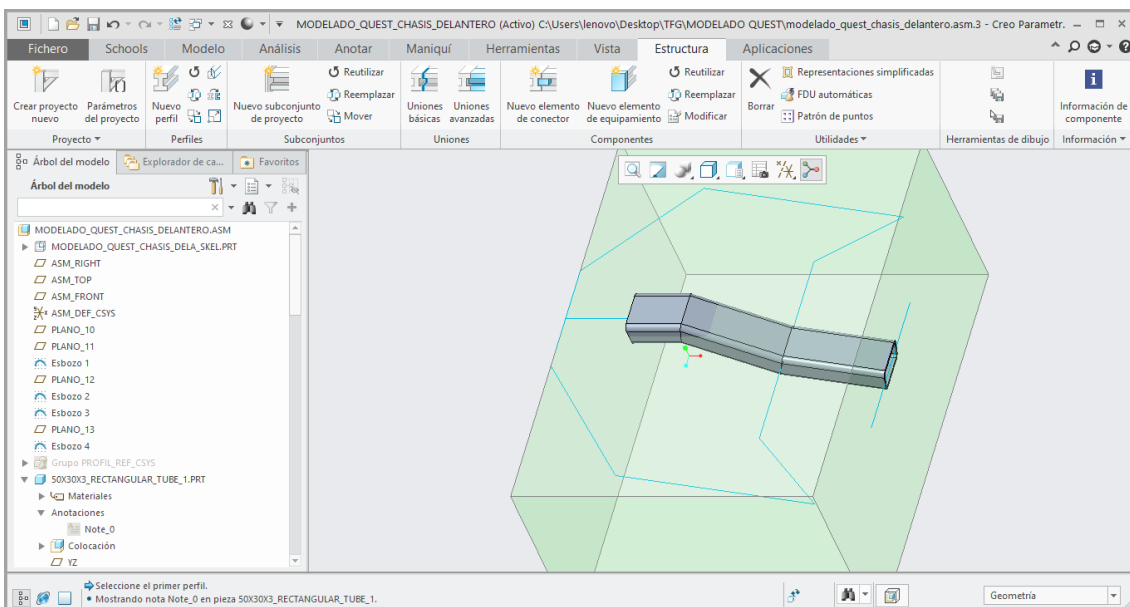 MODELADO_QUEST_CHASIS_DELANTERO (Activo) C:\Users\lenovo\Desktop\TFG\MODELADO QUEST\modelado_quest_chasis_delantero.asm.3 - Creo Parametr.
Fichero Schools Modelo Análisis Anotar Maniquí Herramientas Vista Estructura Aplicaciones
Crear proyecto nuevo
Parámetros del proyecto
Proyecto
Nuevo perfil
Perfiles
Nuevo subconjunto de proyecto
Reutilizar
Reemplazar
Mover
Subconjuntos
Uniones básicas
Uniones avanzadas
Uniones
Nuevo elemento de conector
Nuevo elemento de equipamiento
Reutilizar
Reemplazar
Modificar
Componentes
Borrar
Representaciones simplificadas
FDU automáticas
Patrón de puntos
Utilidades
Herramientas de dibujo
Información de componente
Información
Árbol del modelo Explorador de ca... Favoritos
Árbol del modelo
MODELADO_QUEST_CHASIS_DELANTERO.ASM
MODELADO_QUEST_CHASIS_DELA_SKEL.PRT
ASM_RIGHT
ASM_TOP
ASM_FRONT
ASM_DEF_CSYS
PLANO_10
PLANO_11
Esbozo 1
PLANO_12
Esbozo 2
Esbozo 3
PLANO_13
Esbozo 4
Grupo PROFIL_REF_CSYS
50X30X3_RECTANGULAR_TUBE_1.PRT
Materiales
Anotaciones
Note_0
Colocación
YZ
Seleccione el primer perfil.
Mostrando nota Note_0 en pieza 50X30X3_RECTANGULAR_TUBE_1.
Geometría